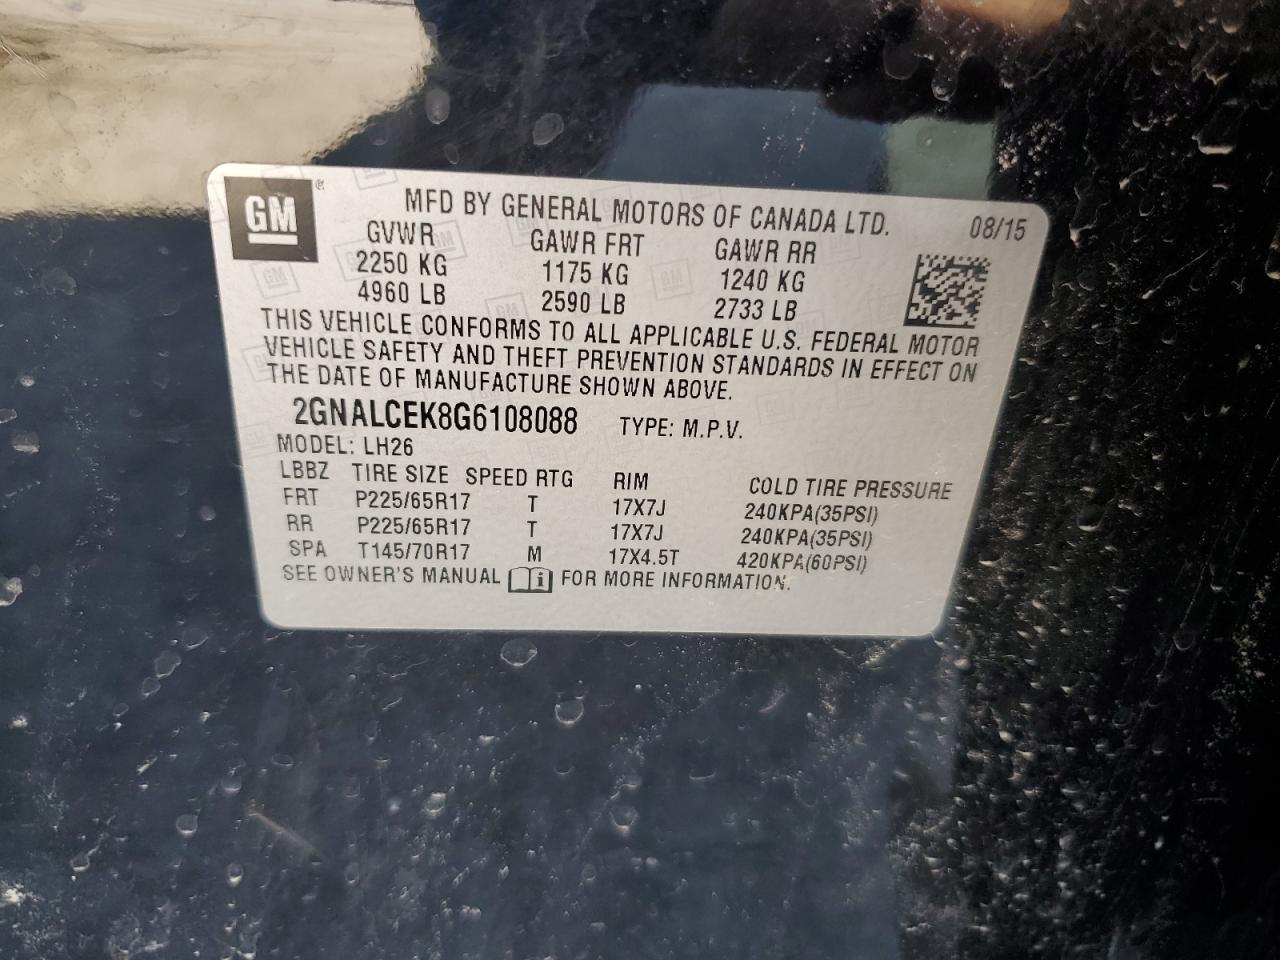 GM ®
MFD BY GENERAL MOTORS OF CANADA LTD. 08/15
GVWR GAWR FRT GAWR RR
2250 KG 1175 KG 1240 KG
4960 LB 2590 LB 2733 LB
THIS VEHICLE CONFORMS TO ALL APPLICABLE U.S. FEDERAL MOTOR
VEHICLE SAFETY AND THEFT PREVENTION STANDARDS IN EFFECT ON
THE DATE OF MANUFACTURE SHOWN ABOVE.
2GNALCEK8G6108088 TYPE: M.P.V.
MODEL: LH26
LBBZ TIRE SIZE SPEED RTG RIM COLD TIRE PRESSURE
FRT P225/65R17 T 17X7J 240KPA(35PSI)
RR P225/65R17 T 17X7J 240KPA(35PSI)
SPA T145/70R17 M 17X4.5T 420KPA(60PSI)
SEE OWNER'S MANUAL FOR MORE INFORMATION.